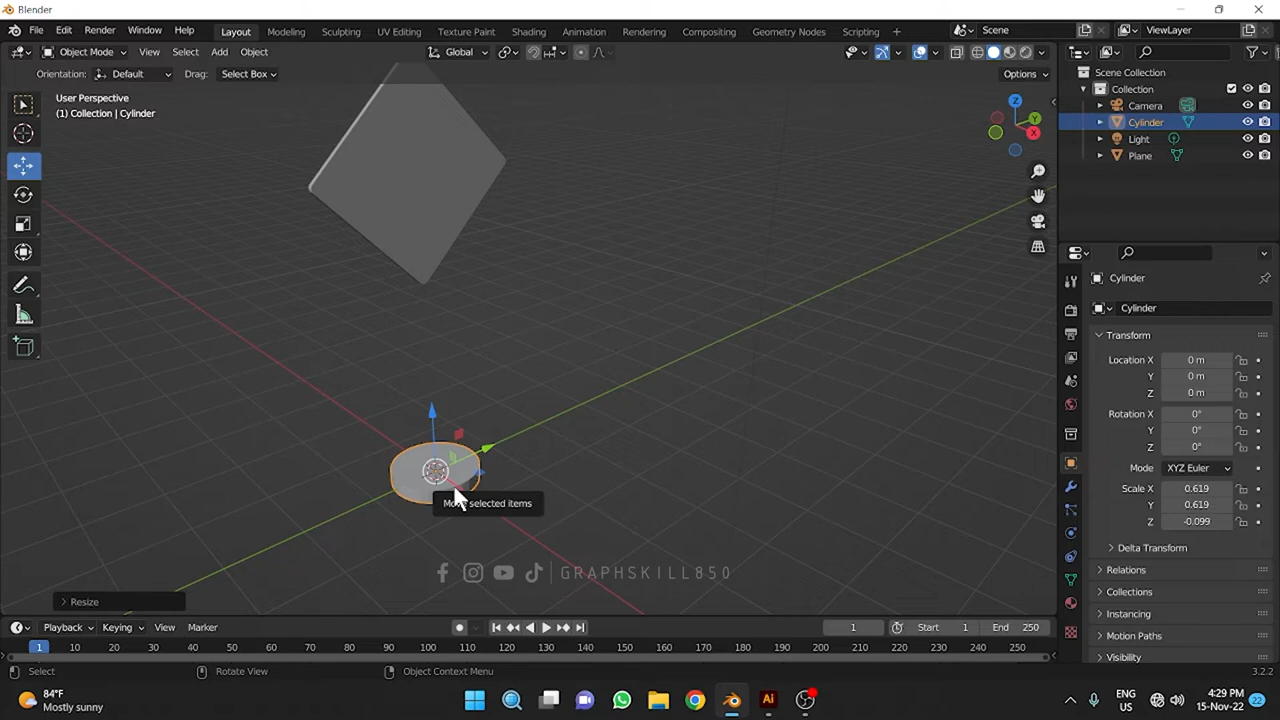 Blender
File Edit Render Window Help Layout Modeling Sculpting UV Editing Texture Paint Shading Animation Rendering Compositing Geometry Nodes Scripting + Scene ViewLayer
Object Mode View Select Add Object Global
Orientation: Default Drag: Select Box Options
User Perspective
(1) Collection | Cylinder
Z
Y
X
Scene Collection
Collection
Camera
Cylinder
Light
Plane
Cylinder
Cylinder
Transform
Location X 0 m
Y 0 m
Z 0 m
Rotation X 0°
Y 0°
Z 0°
Mode XYZ Euler
Scale X 0.619
Y 0.619
Z -0.099
Delta Transform
Relations
Collections
Instancing
Motion Paths
Visibility
Move selected items
GRAPHSKILL850
Resize
Playback Keying View Marker 1 Start 1 End 250
1 10 20 30 40 50 60 70 80 90 100 110 120 130 140 150 160 170 180 190 200 210 220 230 240 250
Select Rotate View Object Context Menu 3.2.2
84°F
Mostly sunny
Ai
ENG
US
4:29 PM
15-Nov-22
22